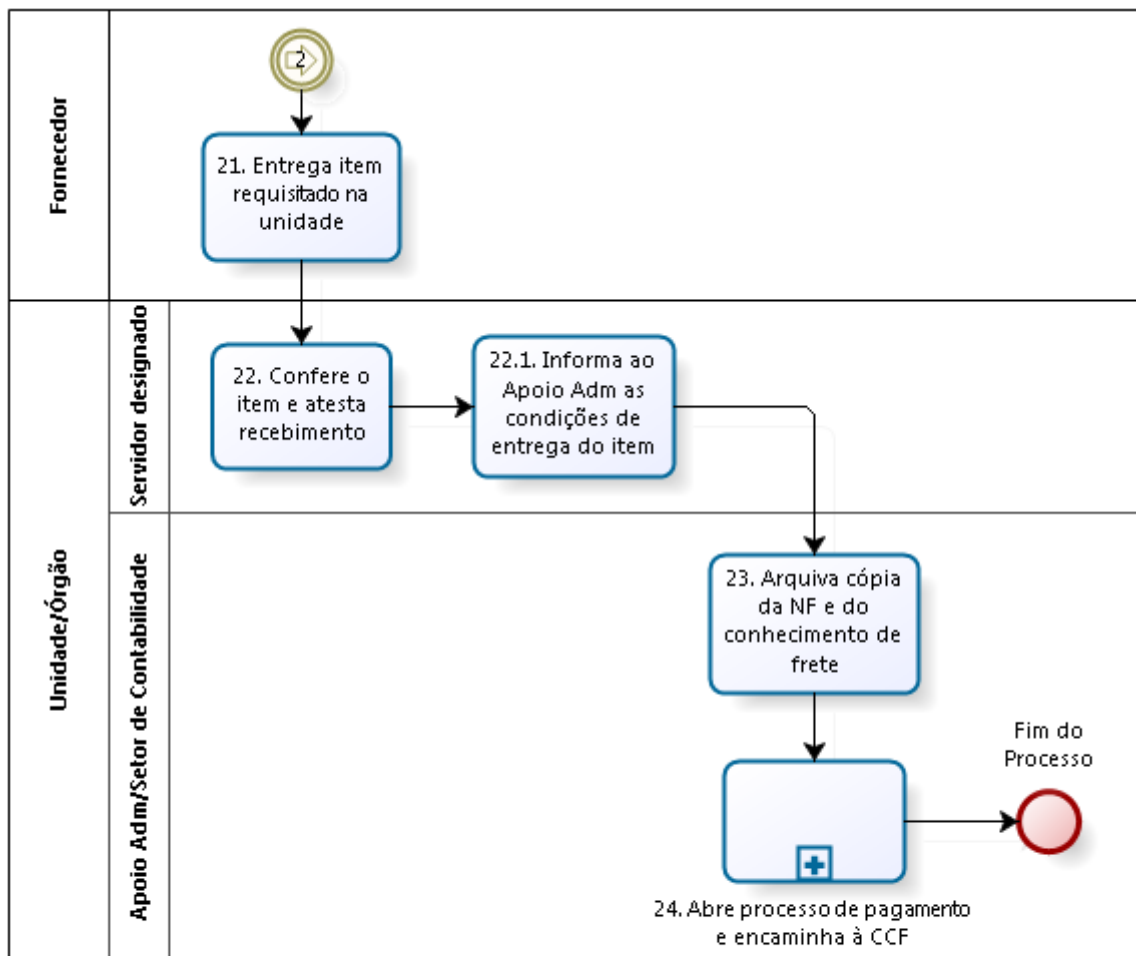 Fornecedor
2
21. Entrega item
requisitado na
unidade
Unidade/Órgão
Servidor designado
22. Confere o
item e atesta
recebimento
22.1. Informa ao
Apoio Adm as
condições de
entrega do item
Apoio Adm/Setor de Contabilidade
23. Arquiva cópia
da NF e do
conhecimento de
frete
24. Abre processo de pagamento
e encaminha à CCF
Fim do
Processo